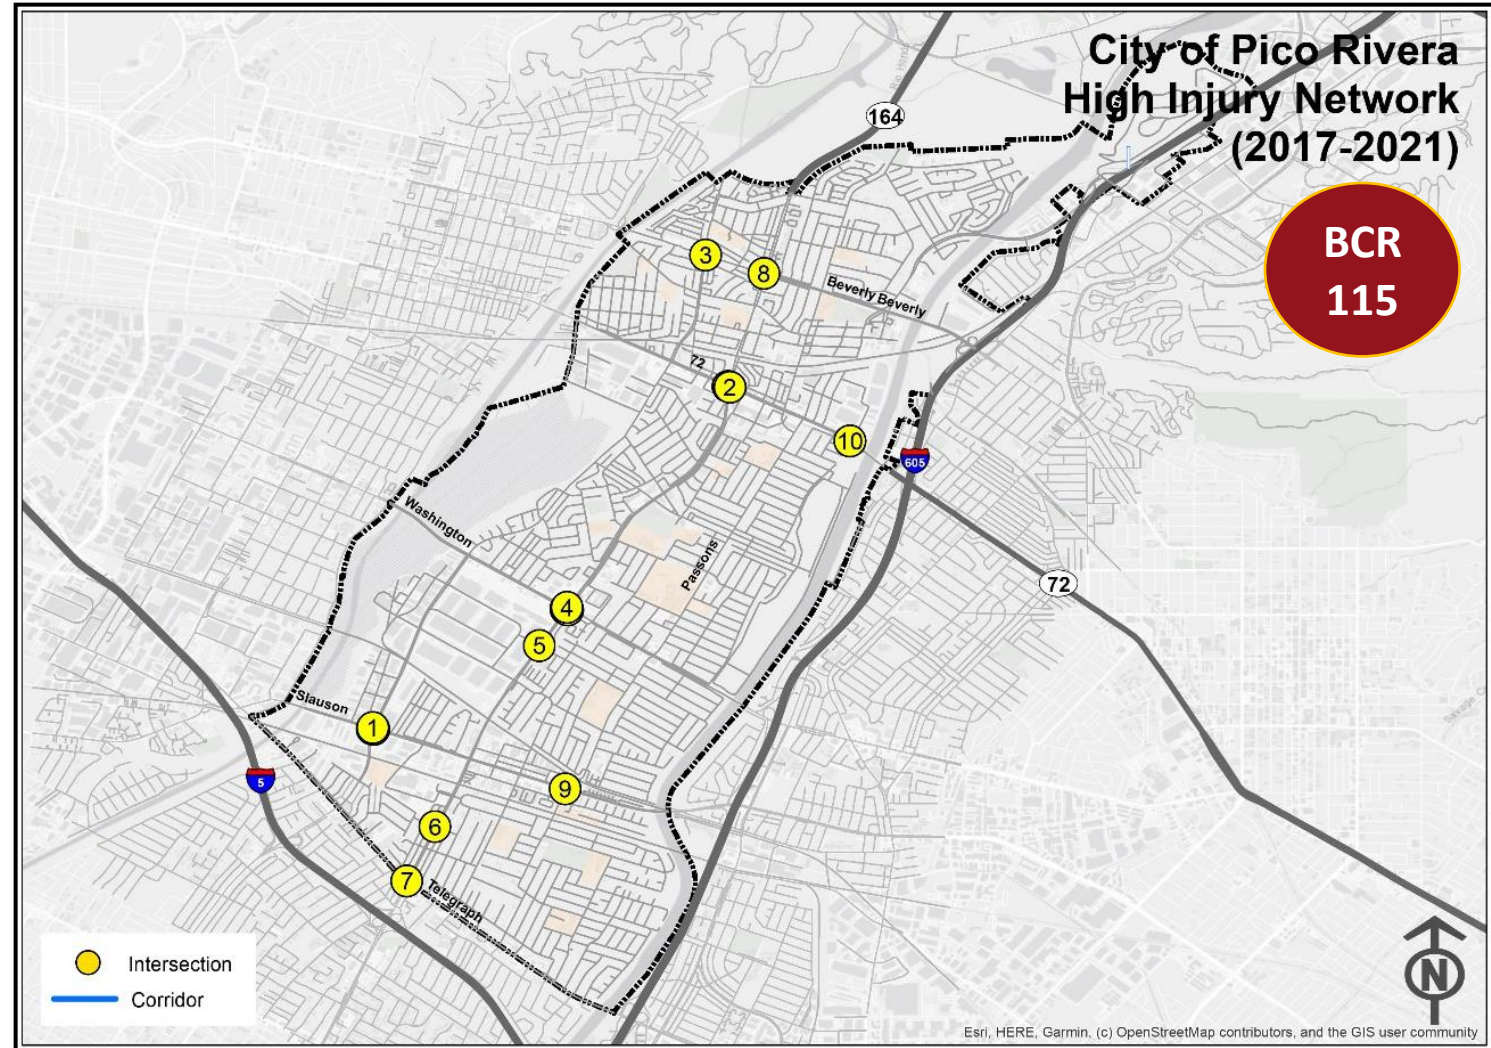 City of Pico Rivera
High Injury Network
(2017-2021)
BCR
115
164
3
8
Beverly Beverly
72
2
10
605
Washington
Passons
72
4
5
Slauson
1
5
9
6
7
Telegraph
Intersection
Corridor
N
Esri, HERE, Garmin, (c) OpenStreetMap contributors, and the GIS user community